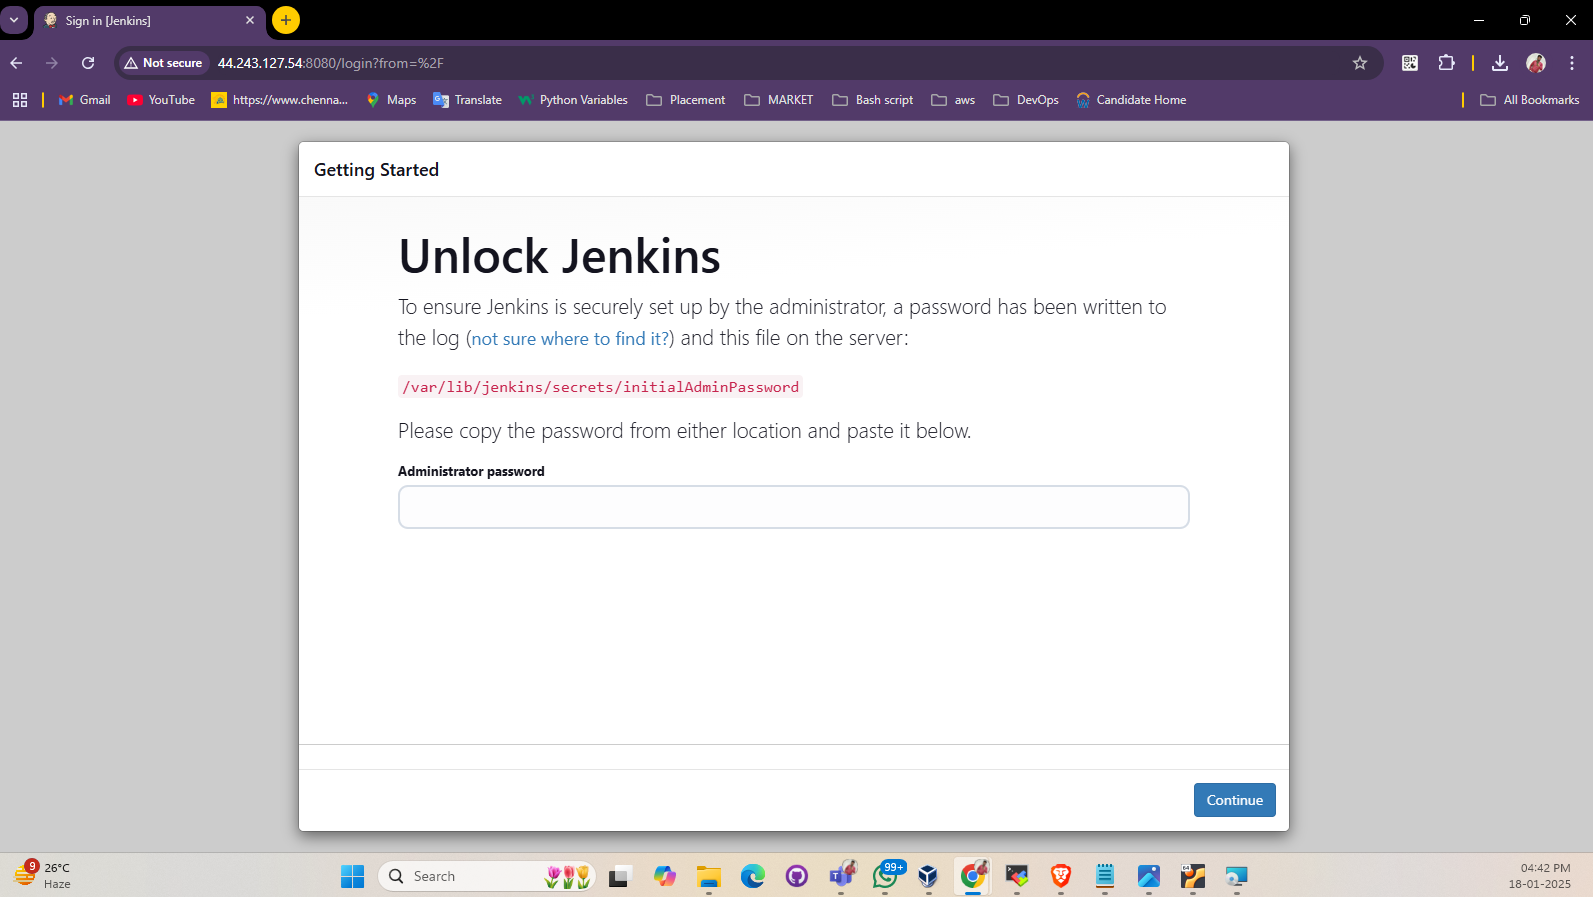 Sign in [Jenkins]
Not secure
44.243.127.54:8080/login?from=%2F
Gmail
YouTube
https://www.chenna...
Maps
Translate
Python Variables
Placement
MARKET
Bash script
aws
DevOps
Candidate Home
All Bookmarks
Getting Started
Unlock Jenkins
To ensure Jenkins is securely set up by the administrator, a password has been written to
the log (not sure where to find it?) and this file on the server:
/var/lib/jenkins/secrets/initialAdminPassword
Please copy the password from either location and paste it below.
Administrator password
Continue
9
26°C
Haze
Search
99+
04:42 PM
18-01-2025